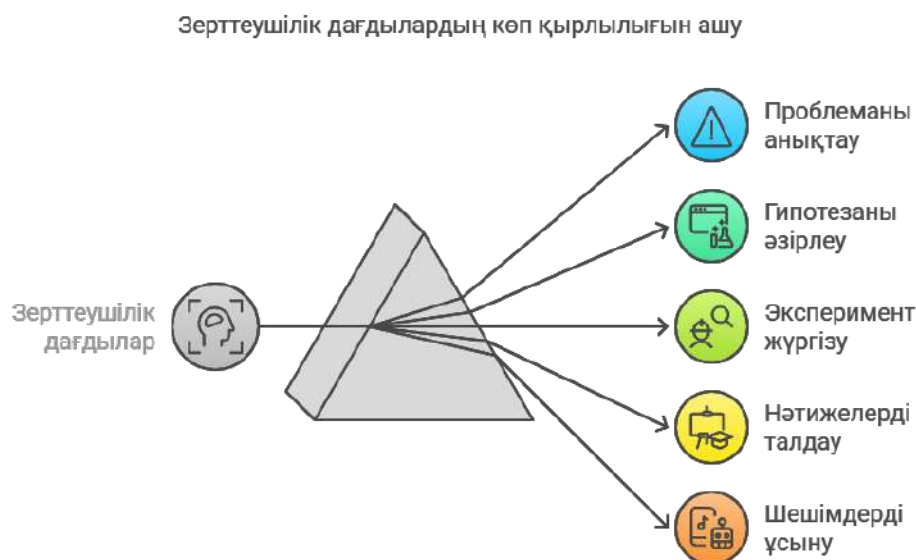 Зерттеушілік дағдылардың көп қырлылығын ашу
Проблеманы
анықтау
Гипотезаны
әзірлеу
Зерттеушілік
дағдылар
Эксперимент
жүргізу
Нәтижелерді
талдау
Шешімдерді
ұсыну